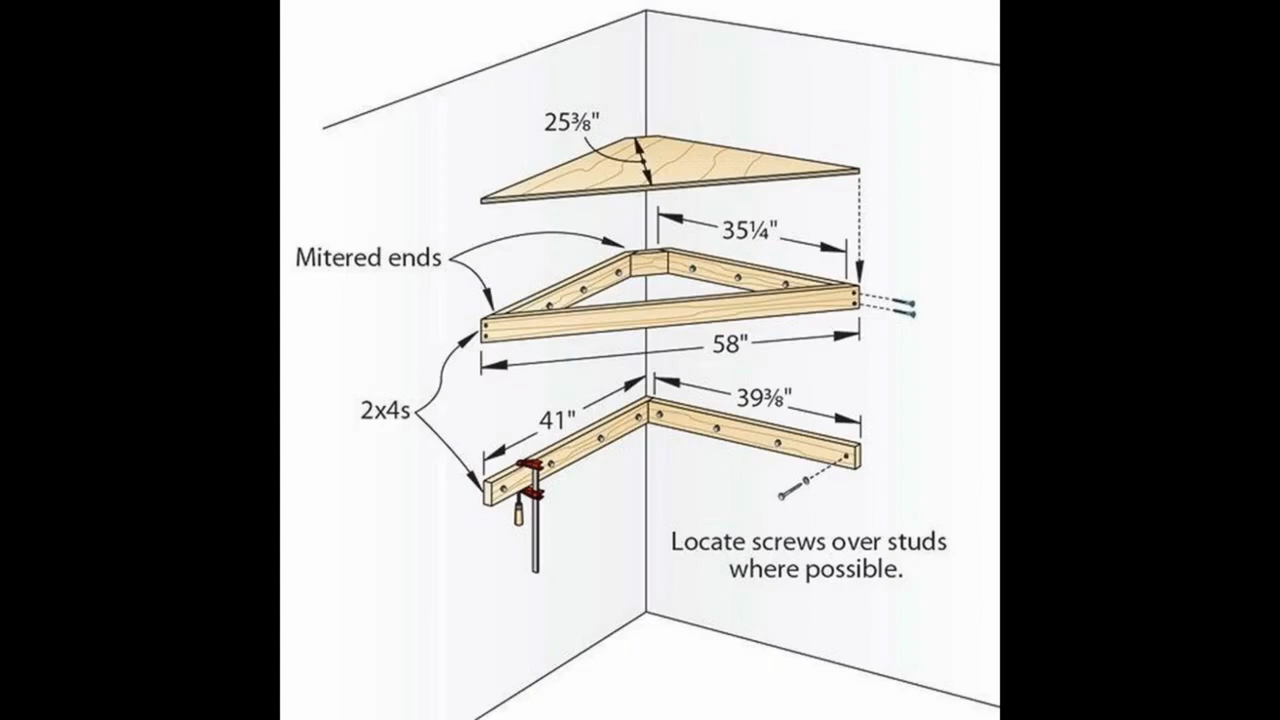 25⅜"
35¼"
Mitered ends
58"
39⅜"
2x4s
41"
Locate screws over studs
where possible.